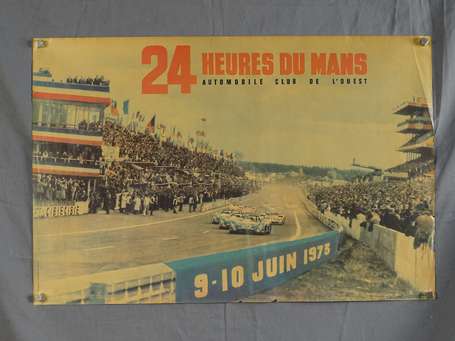 24 HEURES DU MANS
AUTOMOBILE CLUB DE L'OUEST
9-10 JUIN 1973